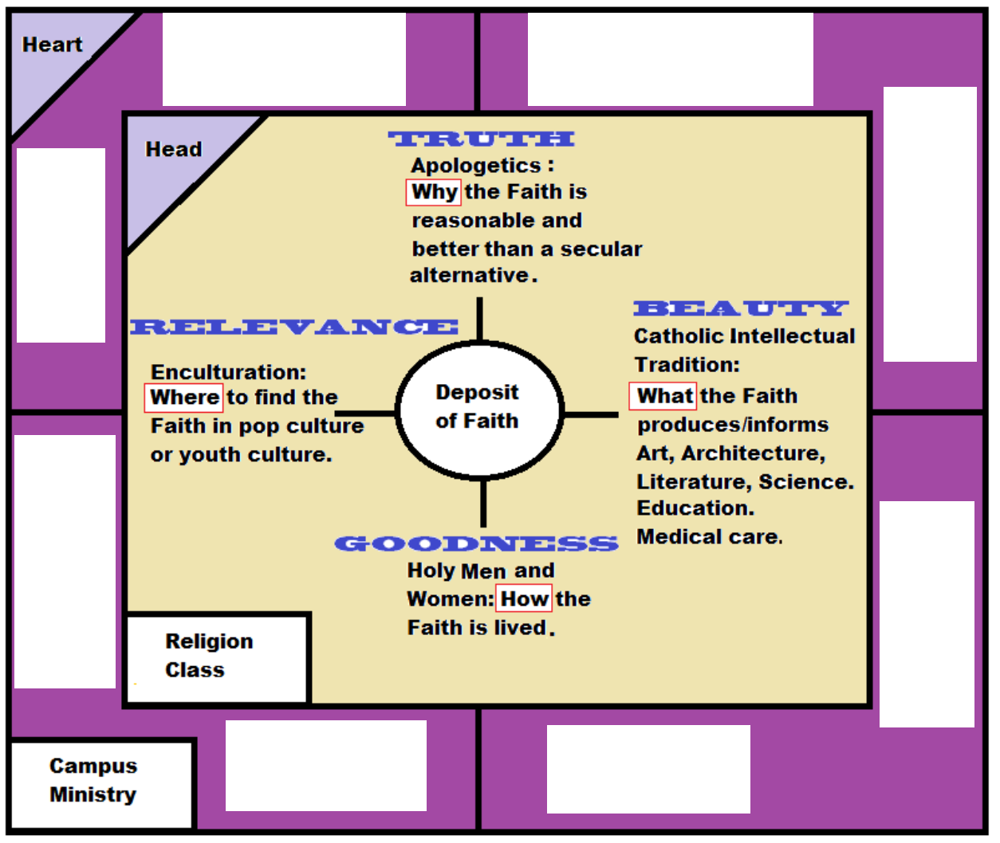 Heart
Head
TRUTH
Apologetics :
Why the Faith is
reasonable and
better than a secular
alternative.
RELEVANCE
Enculturation:
Where to find the
Faith in pop culture
or youth culture.
Deposit
of Faith
BEAUTY
Catholic Intellectual
Tradition:
What the Faith
produces/informs
Art, Architecture,
Literature, Science.
Education.
Medical care.
GOODNESS
Holy Men and
Women: How the
Faith is lived.
Religion
Class
Campus
Ministry